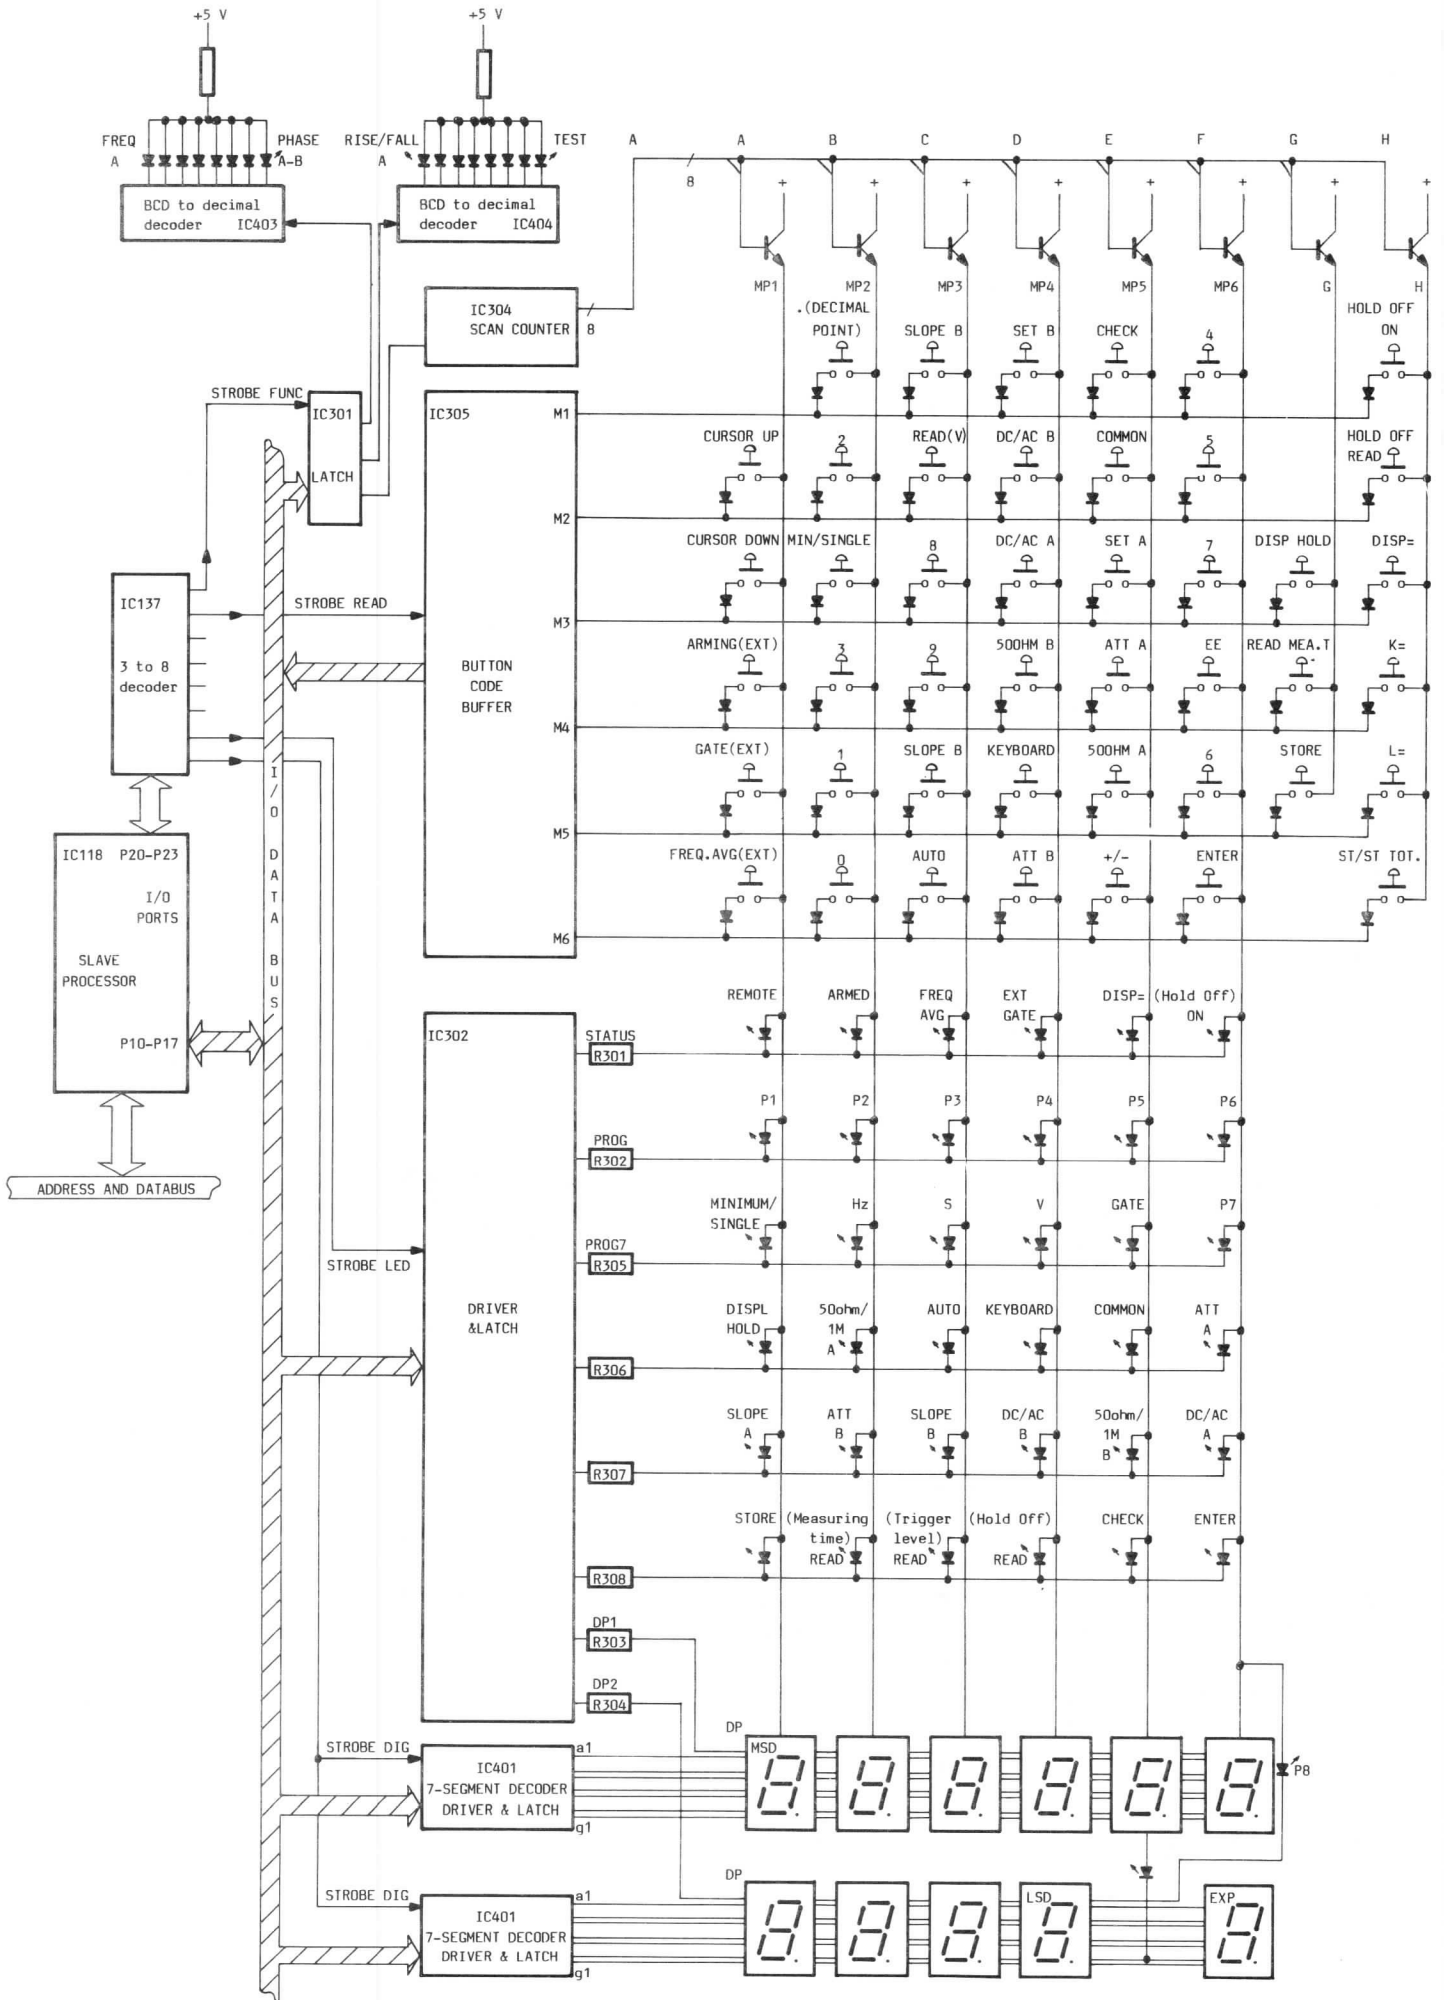 +5 V +5 V
FREQ A PHASE A-B RISE/FALL A TEST
BCD to decimal decoder IC403
BCD to decimal decoder IC404
A A B C D E F G H
8
+ + + + + + + +
MP1 MP2 MP3 MP4 MP5 MP6 G H
IC304 SCAN COUNTER 8
.(DECIMAL POINT) SLOPE B SET B CHECK 4 HOLD OFF ON
STROBE FUNC
IC301 LATCH
IC305
M1
CURSOR UP 2 READ(V) DC/AC B COMMON 5 HOLD OFF READ
M2
CURSOR DOWN MIN/SINGLE 8 DC/AC A SET A 7 DISP HOLD DISP=
IC137
3 to 8 decoder
STROBE READ
M3
ARMING(EXT) 3 9 500HM B ATT A EE READ MEA.T K=
BUTTON CODE BUFFER
M4
GATE(EXT) 1 SLOPE B KEYBOARD 500HM A 6 STORE L=
M5
I/O DATA BUS
IC118 P20-P23
I/O PORTS
FREQ.AVG(EXT) 0 AUTO ATT B +/- ENTER ST/ST TOT.
M6
SLAVE PROCESSOR
P10-P17
ADDRESS AND DATABUS
IC302
REMOTE ARMED FREQ AVG EXT GATE DISP= (Hold Off) ON
STATUS
R301
P1 P2 P3 P4 P5 P6
PROG
R302
MINIMUM/ SINGLE Hz S V GATE P7
PROG7
R305
STROBE LED
DRIVER &LATCH
DISPL HOLD 50ohm/ 1M A AUTO KEYBOARD COMMON ATT A
R306
SLOPE A ATT B SLOPE B DC/AC B 50ohm/ 1M B DC/AC A
R307
STORE (Measuring time) READ (Trigger level) READ (Hold Off) READ CHECK ENTER
R308
DP1
R303
DP2
R304
DP MSD
STROBE DIG
IC401
7-SEGMENT DECODER
DRIVER & LATCH
a1
g1
P8
DP LSD EXP
STROBE DIG
IC401
7-SEGMENT DECODER
DRIVER & LATCH
a1
g1